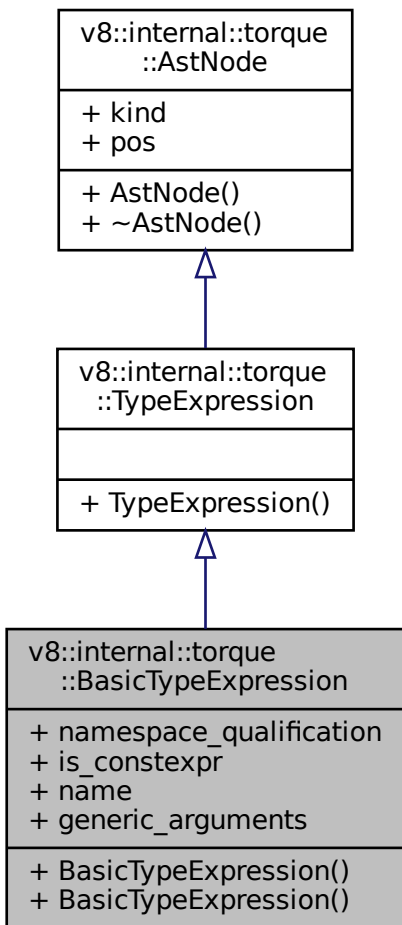 v8::internal::torque
::AstNode
+ kind
+ pos
+ AstNode()
+ ~AstNode()
v8::internal::torque
::TypeExpression
+ TypeExpression()
v8::internal::torque
::BasicTypeExpression
+ namespace_qualification
+ is_constexpr
+ name
+ generic_arguments
+ BasicTypeExpression()
+ BasicTypeExpression()